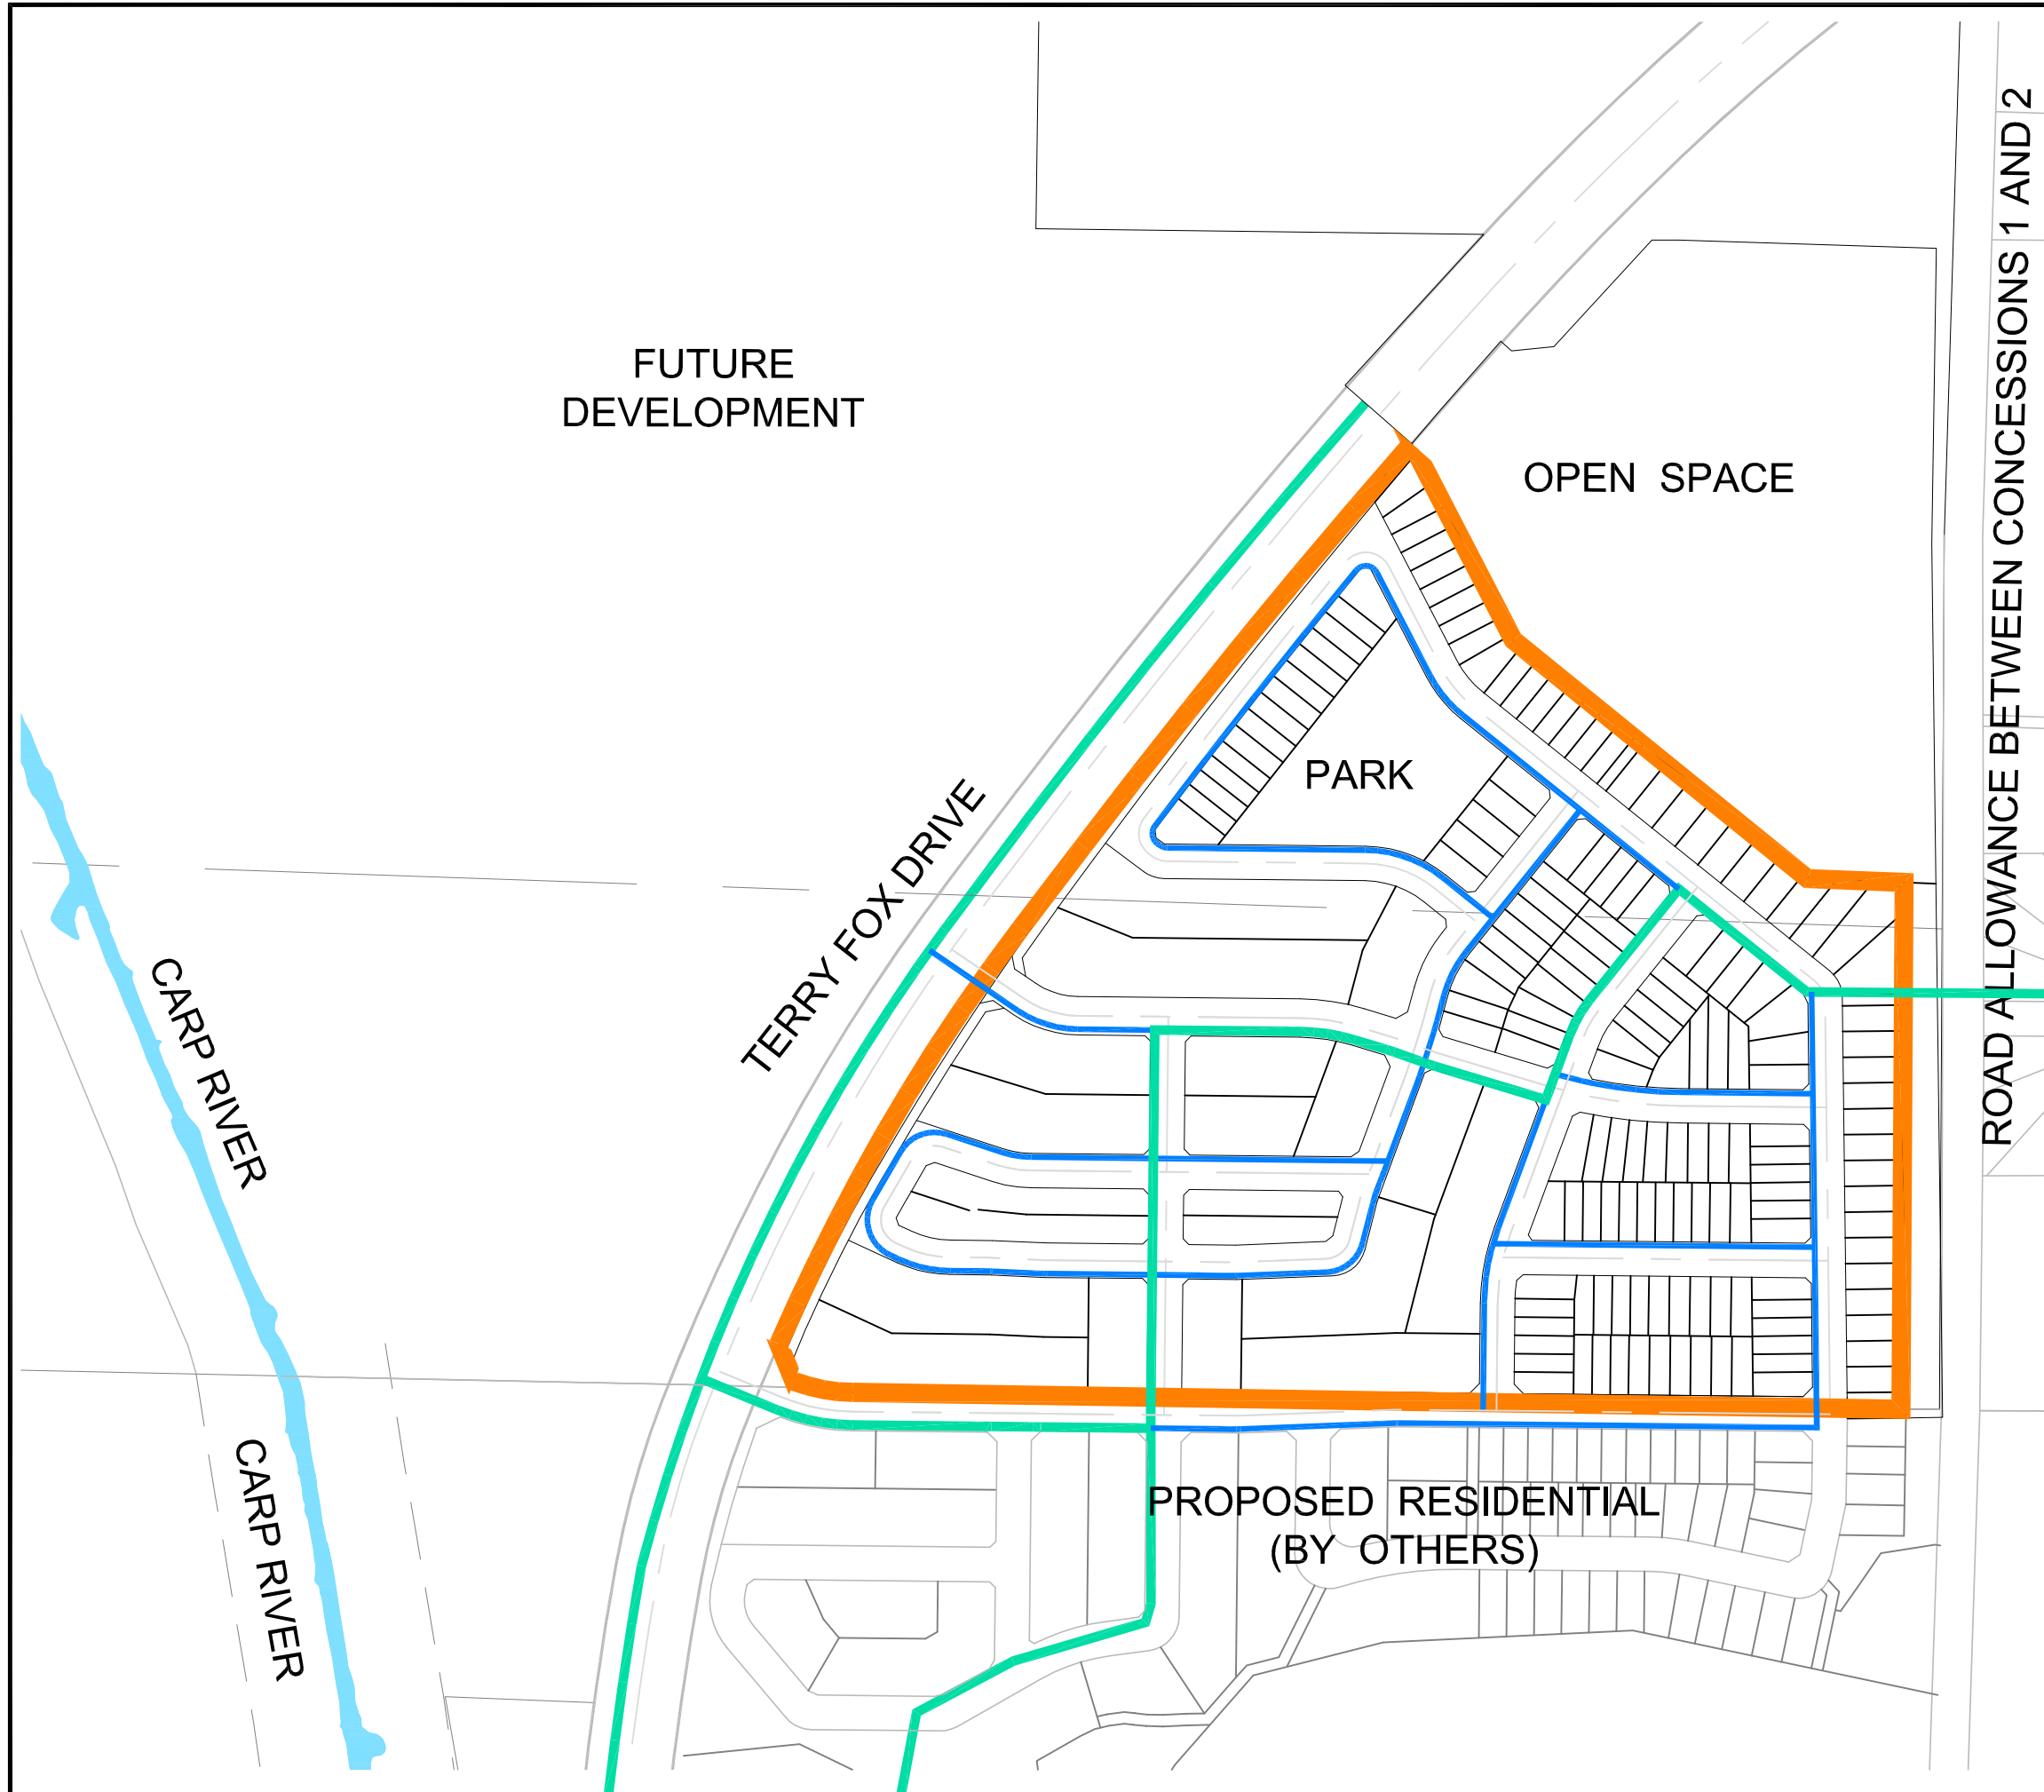 FUTURE
DEVELOPMENT
OPEN SPACE
ROAD ALLOWANCE BETWEEN CONCESSIONS 1 AND 2
PARK
TERRY FOX DRIVE
CARP RIVER
CARP RIVER
PROPOSED RESIDENTIAL
(BY OTHERS)